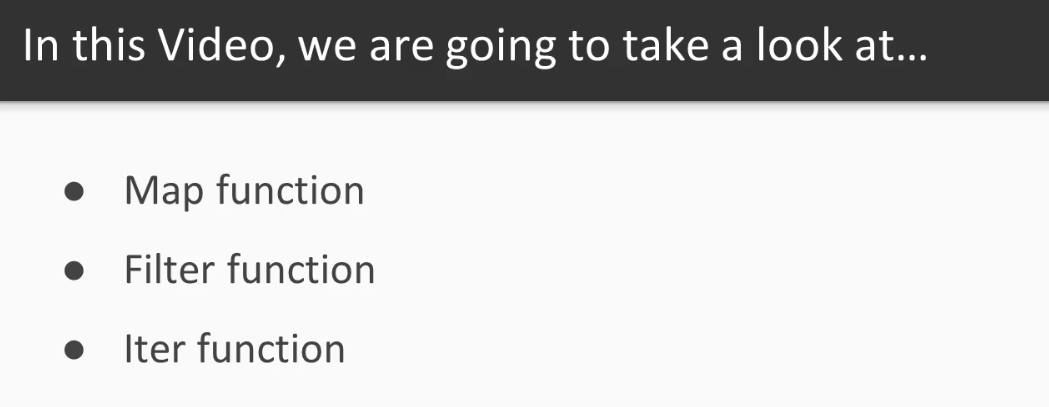 In this Video, we are going to take a look at...
● Map function
● Filter function
● Iter function